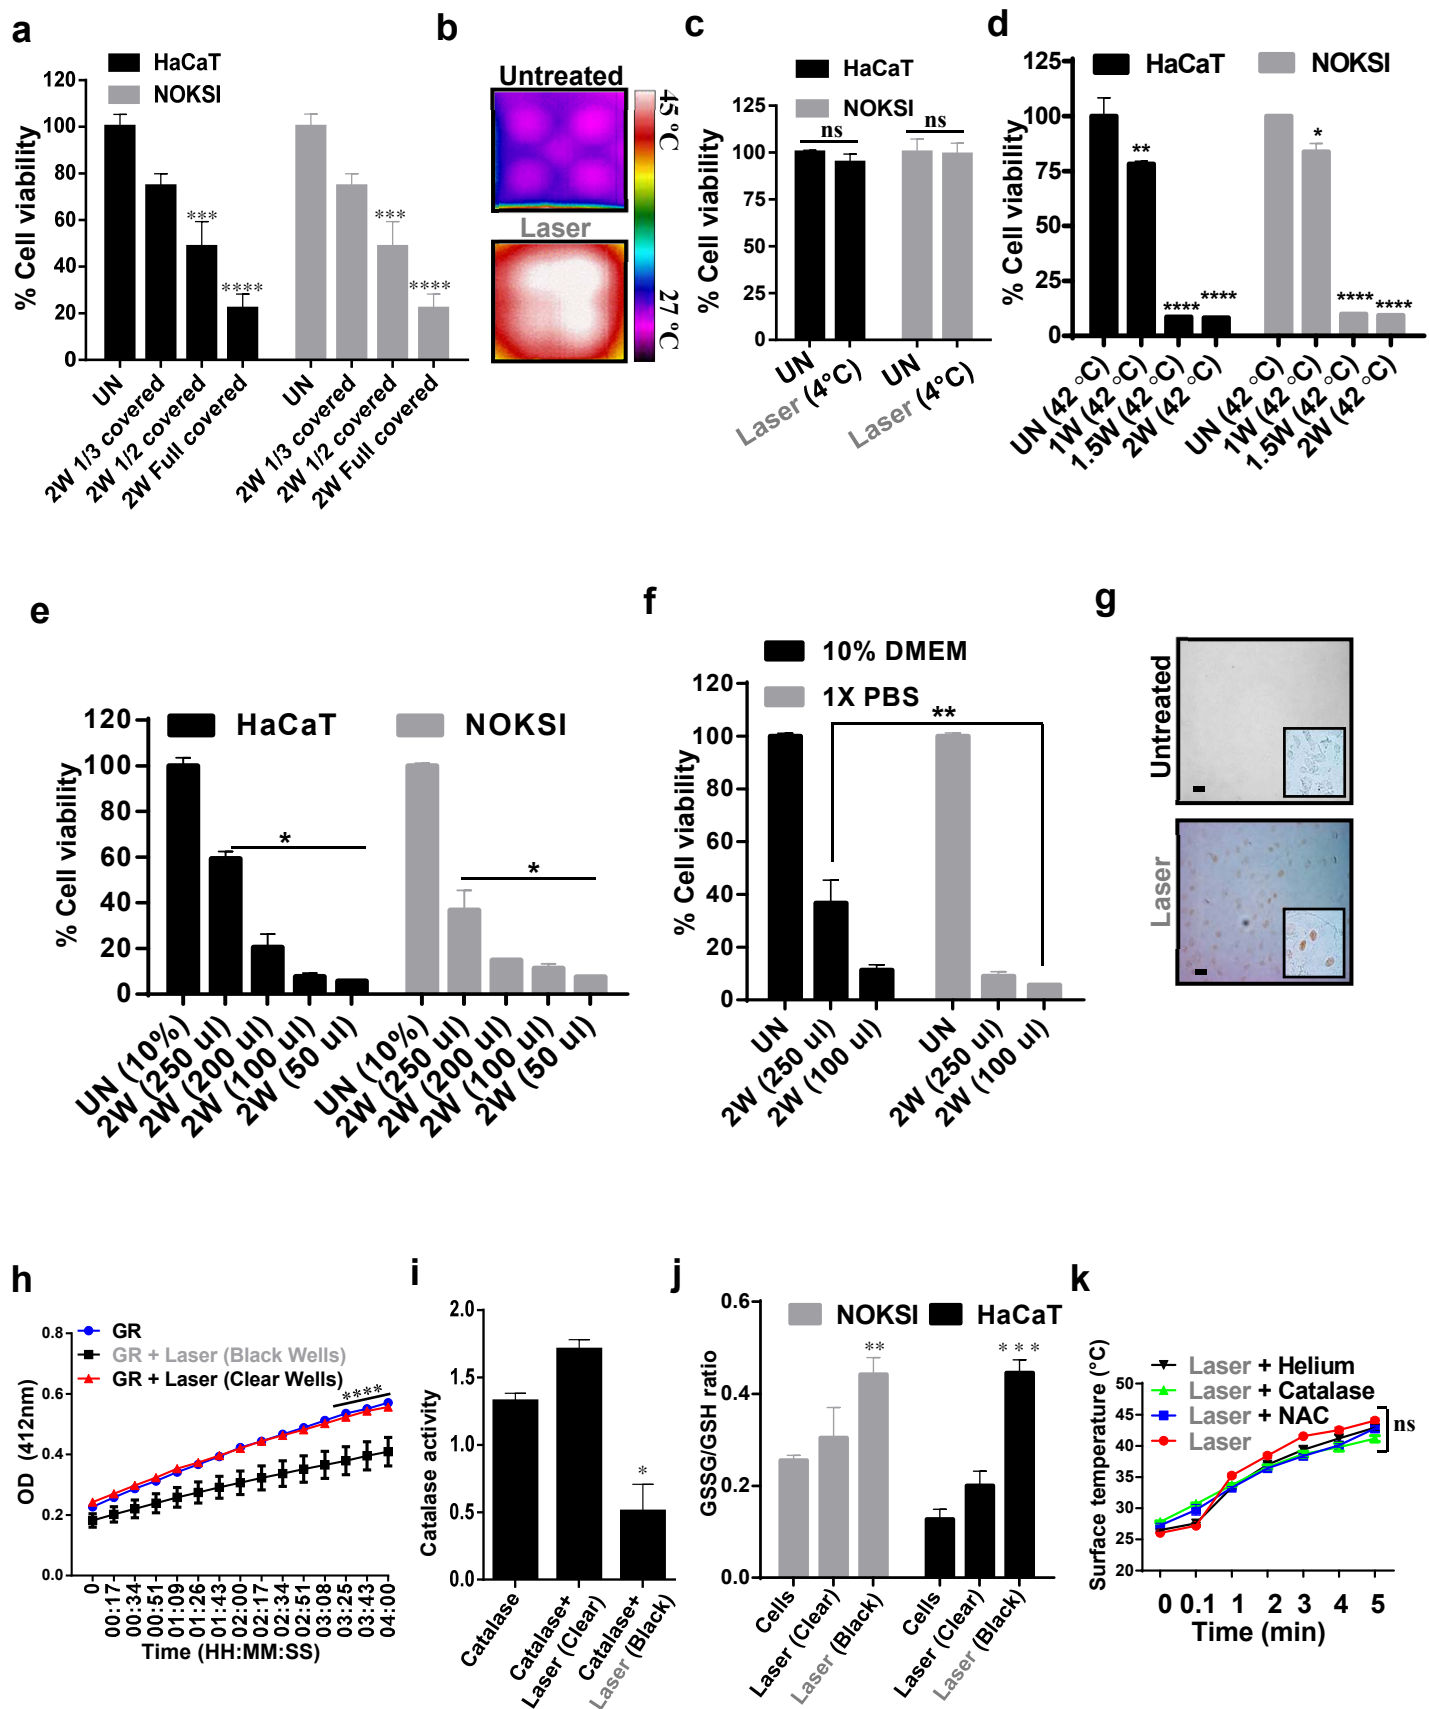 a
HaCaT
NOKSI
% Cell viability
120
100
80
60
40
20
0
***
****
***
****
UN
2W 1/3 covered
2W 1/2 covered
2W Full covered
UN
2W 1/3 covered
2W 1/2 covered
2W Full covered
b
Untreated
Laser
45 °C
27 °C
c
HaCaT
NOKSI
% Cell viability
125
100
75
50
25
0
ns
ns
UN
Laser (4°C)
UN
Laser (4°C)
d
HaCaT
NOKSI
% Cell viability
125
100
75
50
25
0
**
****
****
*
****
****
UN (42 °C)
1W (42 °C)
1.5W (42 °C)
2W (42 °C)
UN (42 °C)
1W (42 °C)
1.5W (42 °C)
2W (42 °C)
e
HaCaT
NOKSI
% Cell viability
120
100
80
60
40
20
0
*
*
UN (10%)
2W (250 ul)
2W (200 ul)
2W (100 ul)
2W (50 ul)
UN (10%)
2W (250 ul)
2W (200 ul)
2W (100 ul)
2W (50 ul)
f
10% DMEM
1X PBS
% Cell viability
120
100
80
60
40
20
0
**
UN
2W (250 ul)
2W (100 ul)
UN
2W (250 ul)
2W (100 ul)
g
Untreated
Laser
h
GR
GR + Laser (Black Wells)
GR + Laser (Clear Wells)
OD (412nm)
0.8
0.6
0.4
0.2
0.0
****
0
00:17
00:34
00:51
01:09
01:26
01:43
02:00
02:17
02:34
02:51
03:08
03:25
03:43
04:00
Time (HH:MM:SS)
i
Catalase activity
2.0
1.5
1.0
0.5
0.0
*
Catalase
Catalase+
Laser (Clear)
Catalase+
Laser (Black)
j
NOKSI
HaCaT
GSSG/GSH ratio
0.6
0.4
0.2
0.0
**
***
Cells
Laser (Clear)
Laser (Black)
Cells
Laser (Clear)
Laser (Black)
k
Laser + Helium
Laser + Catalase
Laser + NAC
Laser
Surface temperature (°C)
50
45
40
35
30
25
20
ns
0
0.1
1
2
3
4
5
Time (min)